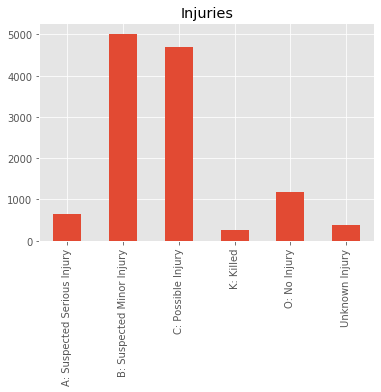 Injuries
5000
4000
3000
2000
1000
0
A: Suspected Serious Injury
B: Suspected Minor Injury
C: Possible Injury
K: Killed
O: No Injury
Unknown Injury